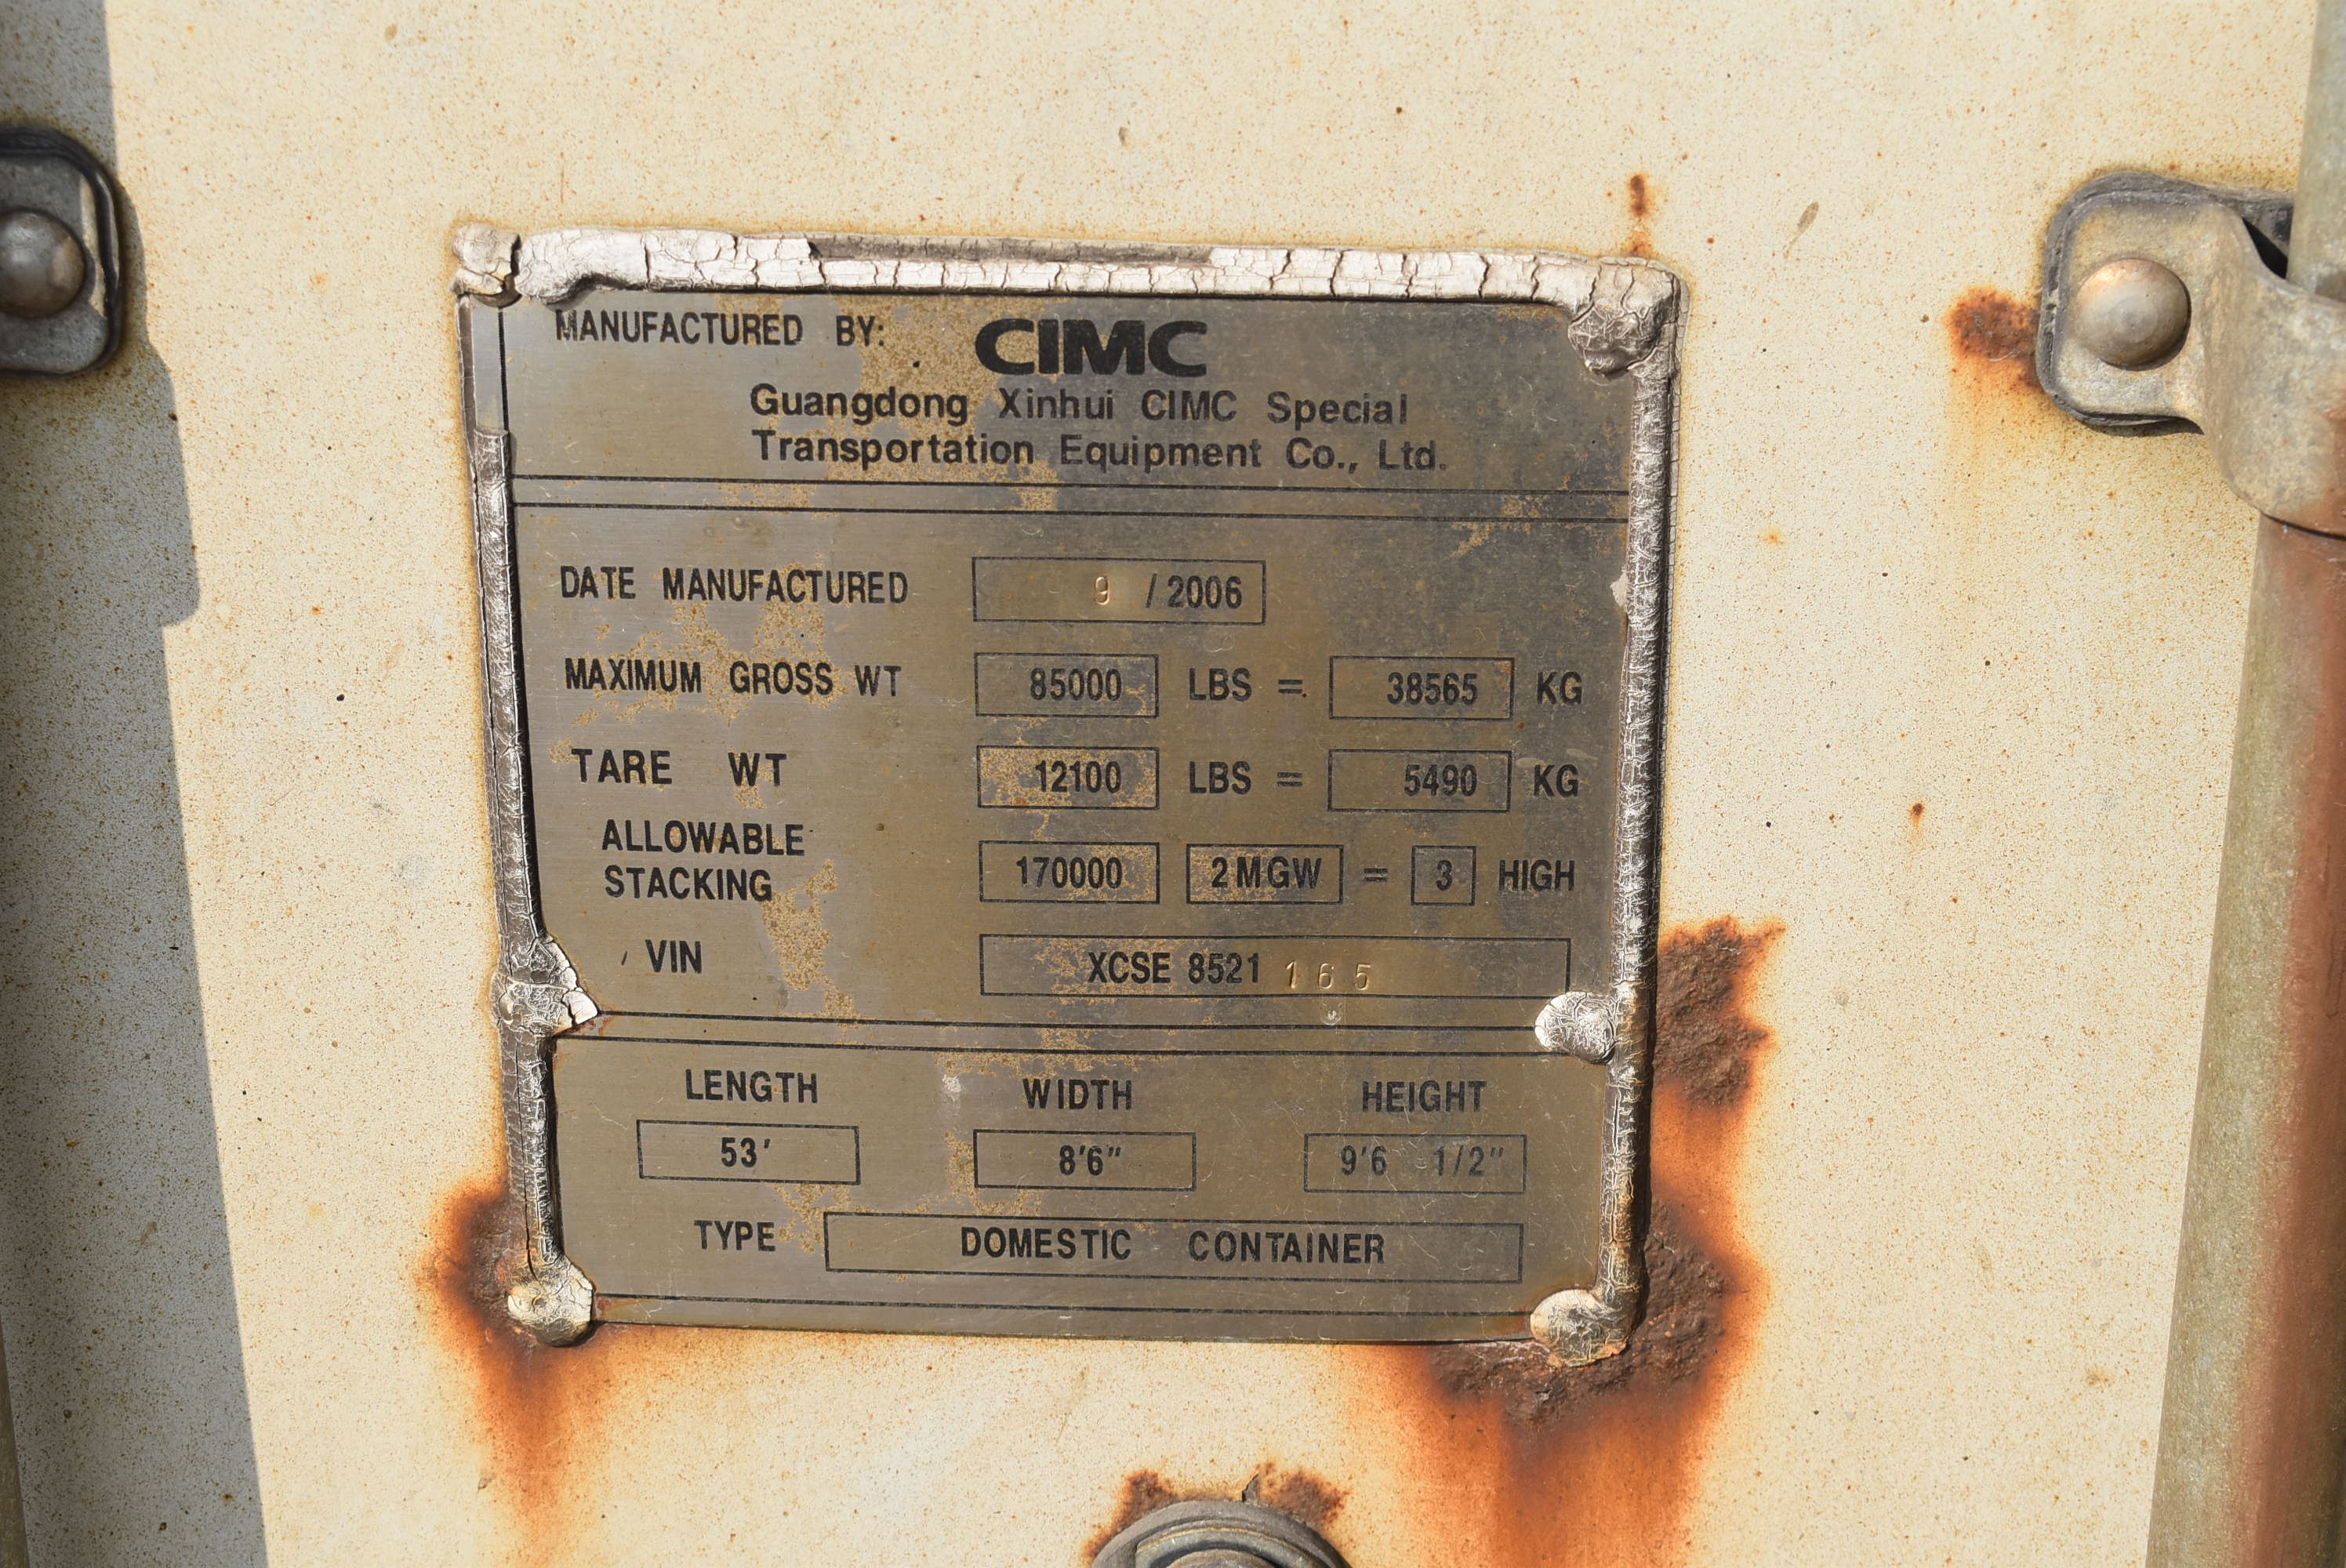 MANUFACTURED BY: CIMC
Guangdong Xinhui CIMC Special
Transportation Equipment Co., Ltd.
DATE MANUFACTURED 9 / 2006
MAXIMUM GROSS WT 85000 LBS = 38565 KG
TARE WT 12100 LBS = 5490 KG
ALLOWABLE
STACKING 170000 2MGW = 3 HIGH
VIN XCSE 8521 165
LENGTH WIDTH HEIGHT
53' 8'6" 9'6 1/2"
TYPE DOMESTIC CONTAINER